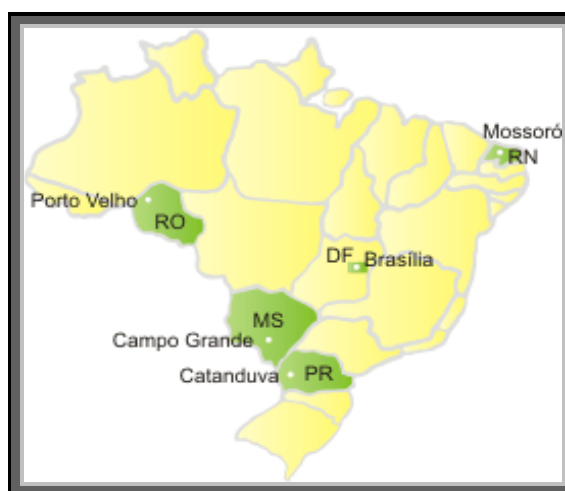 Mossoró
RN
Porto Velho
RO
DF Brasília
MS
Campo Grande
Catanduva PR